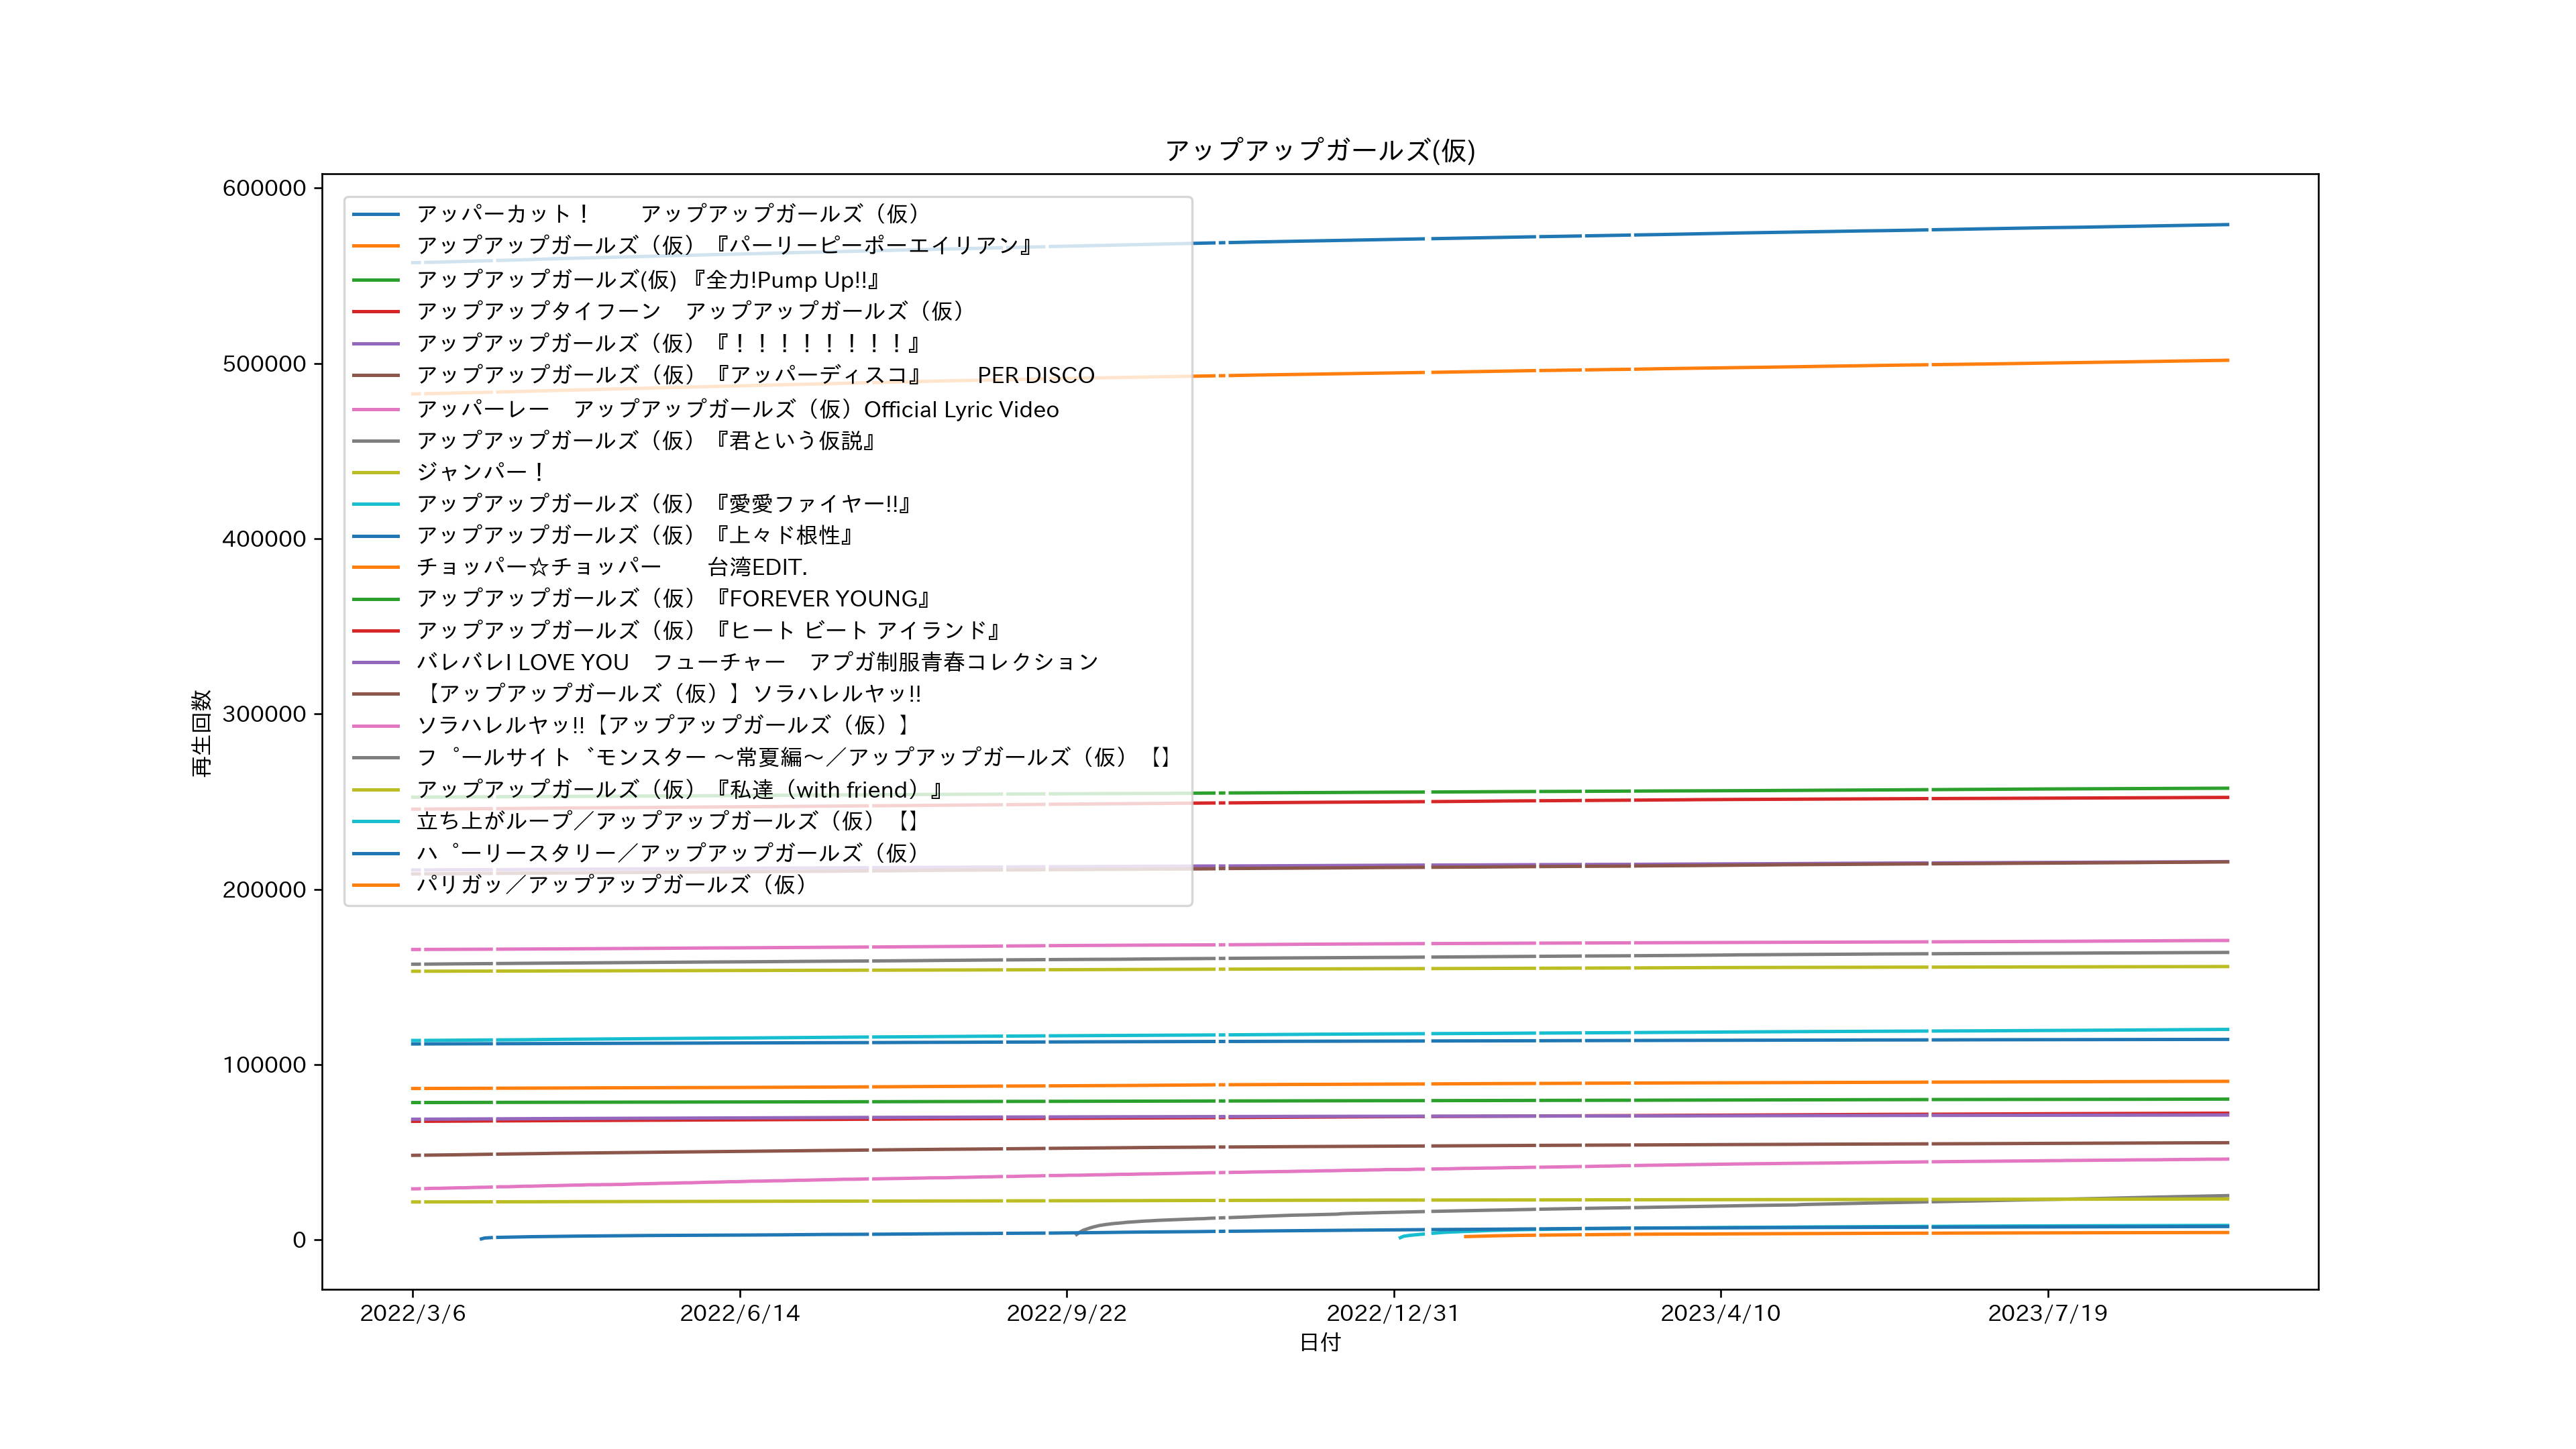 アップアップガールズ(仮)
600000
500000
400000
300000
200000
100000
0
再生回数
アッパーカット！　　アップアップガールズ（仮）
アップアップガールズ（仮）『パーリーピーポーエイリアン』
アップアップガールズ(仮) 『全力!Pump Up!!』
アップアップタイフーン　アップアップガールズ（仮）
アップアップガールズ（仮）『！！！！！！！！』
アップアップガールズ（仮）『アッパーディスコ』　　PER DISCO
アッパーレー　アップアップガールズ（仮）Official Lyric Video
アップアップガールズ（仮）『君という仮説』
ジャンパー！
アップアップガールズ（仮）『愛愛ファイヤー!!』
アップアップガールズ（仮）『上々ド根性』
チョッパー☆チョッパー　　台湾EDIT.
アップアップガールズ（仮）『FOREVER YOUNG』
アップアップガールズ（仮）『ヒート ビート アイランド』
バレバレI LOVE YOU　フューチャー　アプガ制服青春コレクション
【アップアップガールズ（仮）】ソラハレルヤッ!!
ソラハレルヤッ!!【アップアップガールズ（仮）】
フ゜ールサイト゛モンスター 〜常夏編〜／アップアップガールズ（仮）【】
アップアップガールズ（仮）『私達（with friend）』
立ち上がループ／アップアップガールズ（仮）【】
ハ゜ーリースタリー／アップアップガールズ（仮）
パリガッ／アップアップガールズ（仮）
2022/3/6
2022/6/14
2022/9/22
2022/12/31
2023/4/10
2023/7/19
日付